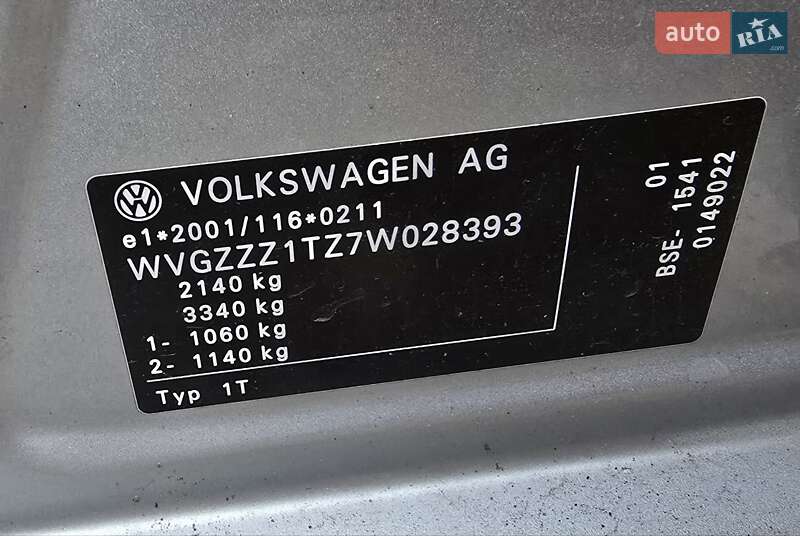 auto RIA
.com
VOLKSWAGEN AG
e1*2001/116*0211
WVGZZZ1TZ7W028393
2140 kg
3340 kg
1- 1060 kg
2- 1140 kg
Typ 1T
01
BSE- 1541
0149022